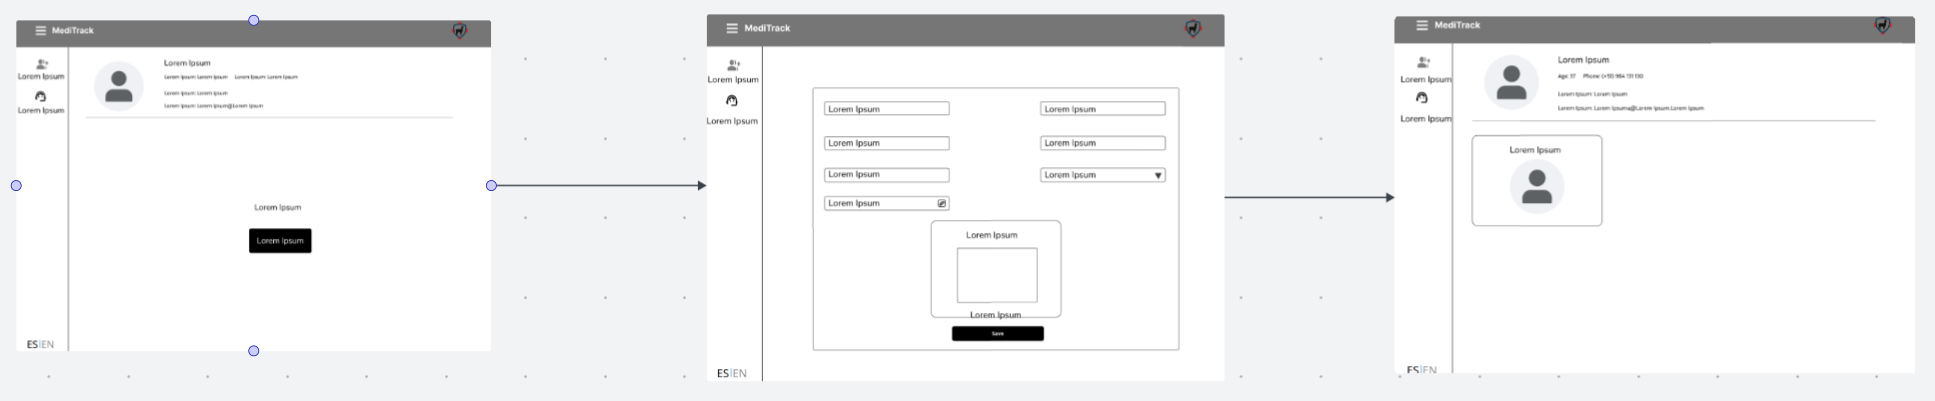 MediTrack
Lorem Ipsum
Lorem Ipsum
Lorem Ipsum
Lorem Ipsum: Lorem Ipsum Lorem Ipsum: Lorem Ipsum
Lorem Ipsum: Lorem Ipsum
Lorem Ipsum: Lorem Ipsum@Lorem Ipsum
Lorem Ipsum
Lorem Ipsum
ES|EN
MediTrack
Lorem Ipsum
Lorem Ipsum
Lorem Ipsum
Lorem Ipsum
Lorem Ipsum
Lorem Ipsum
Lorem Ipsum
Lorem Ipsum
Lorem Ipsum
Lorem Ipsum
Lorem Ipsum
Save
ES|EN
MediTrack
Lorem Ipsum
Lorem Ipsum
Lorem Ipsum
Age: 37 Phone: (+51) 964 131 130
Lorem Ipsum: Lorem Ipsum
Lorem Ipsum: Lorem Ipsums@Lorem Ipsum.Lorem Ipsum
Lorem Ipsum
ES|EN